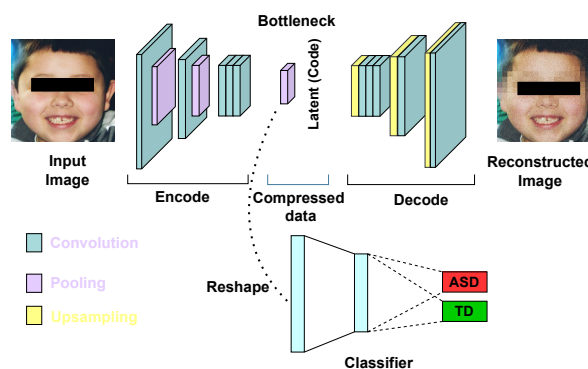 Bottleneck
Latent (Code)
Input
Image
Reconstructed
Image
Encode
Compressed
data
Decode
Convolution
Pooling
Upsampling
Reshape
ASD
TD
Classifier